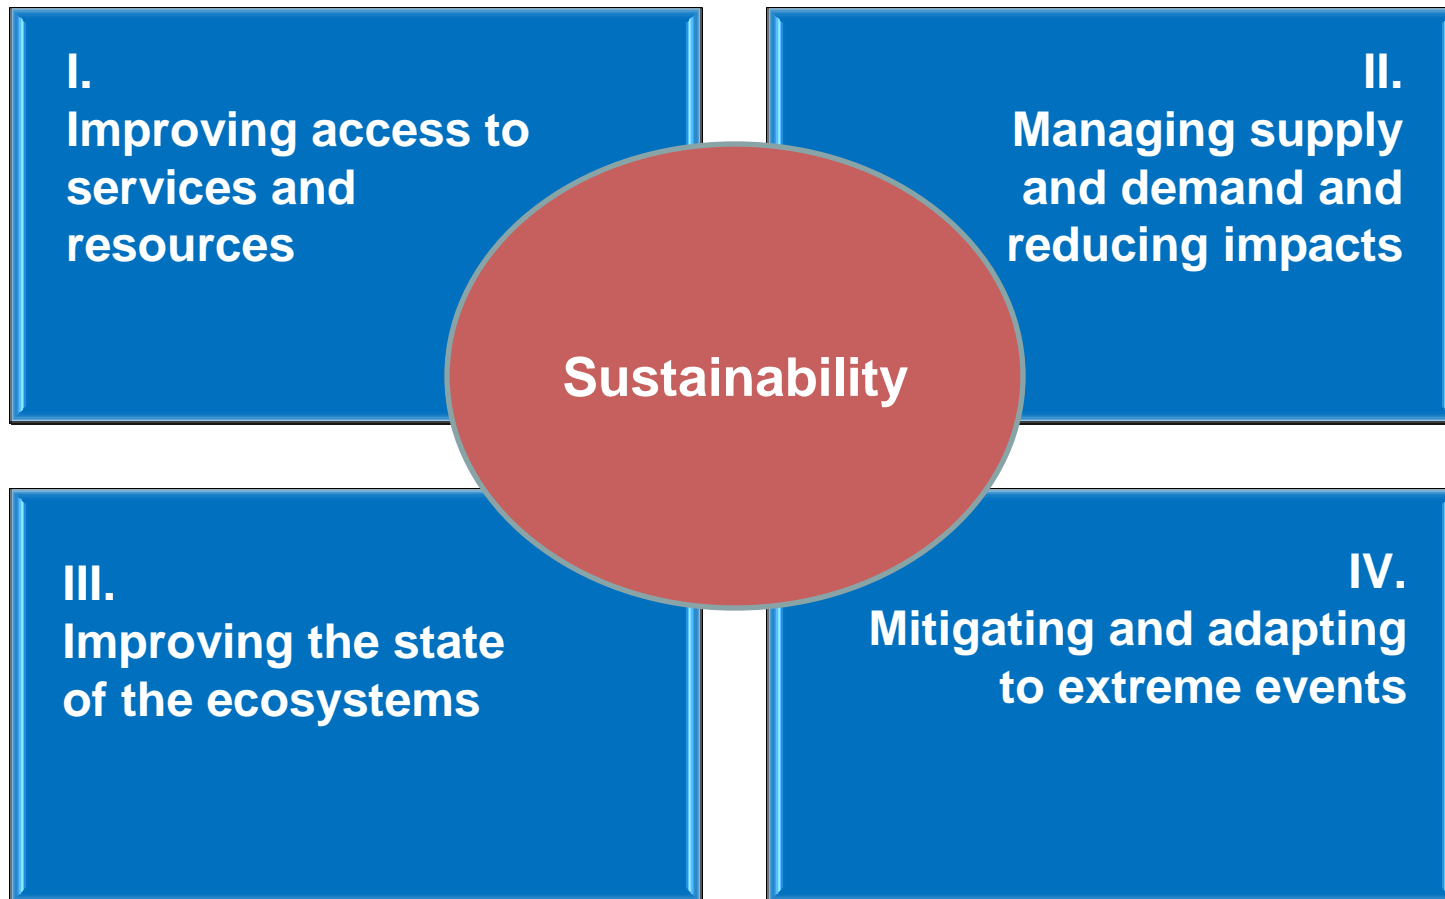 I.
Improving access to
services and
resources
II.
Managing supply
and demand and
reducing impacts
Sustainability
III.
Improving the state
of the ecosystems
IV.
Mitigating and adapting
to extreme events